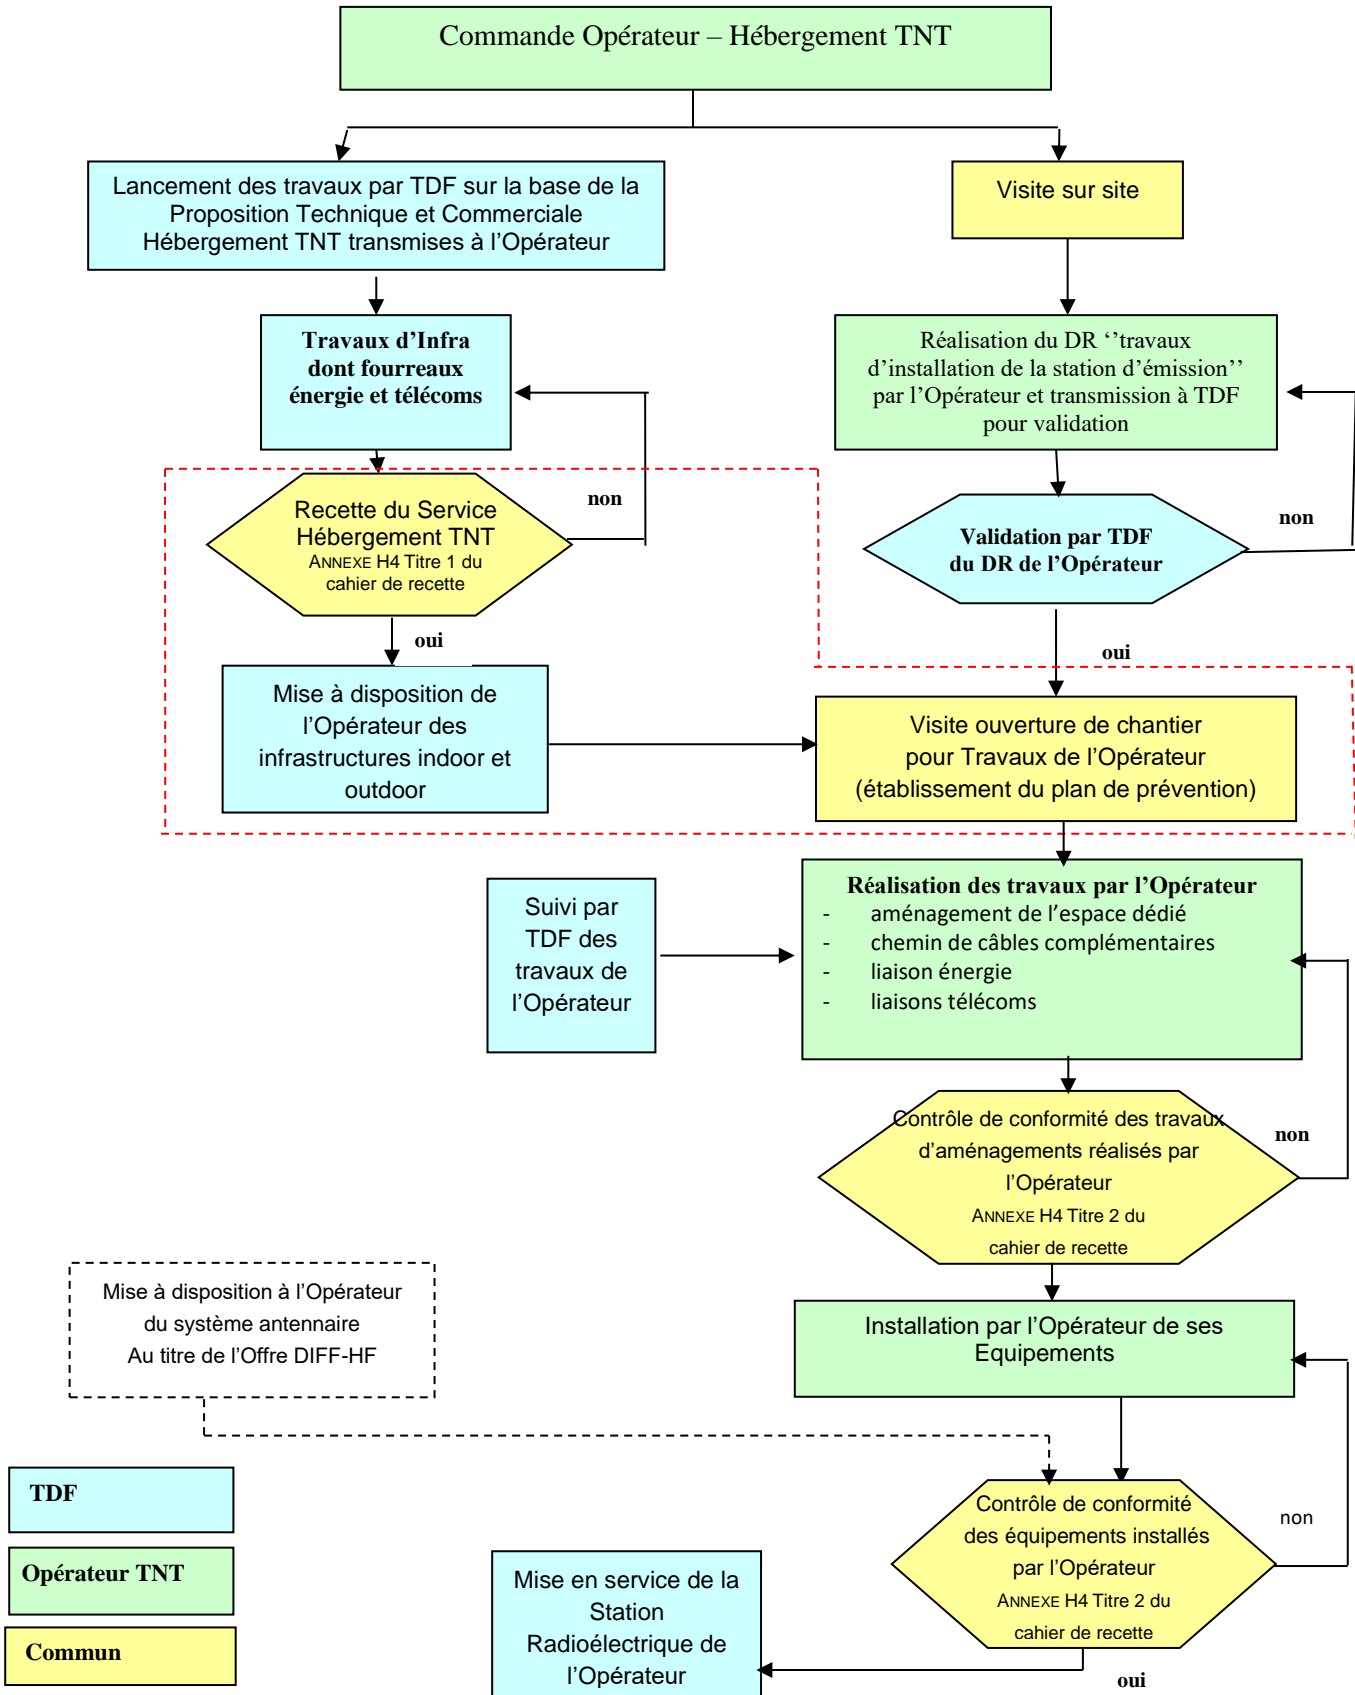 Commande Opérateur – Hébergement TNT
Lancement des travaux par TDF sur la base de la
Proposition Technique et Commerciale
Hébergement TNT transmises à l’Opérateur
Visite sur site
Travaux d’Infra
dont fourreaux
énergie et télécoms
Réalisation du DR ‘‘travaux
d’installation de la station d’émission’’
par l’Opérateur et transmission à TDF
pour validation
non
Recette du Service
Hébergement TNT
ANNEXE H4 Titre 1 du
cahier de recette
non
Validation par TDF
du DR de l’Opérateur
oui
oui
Mise à disposition de
l’Opérateur des
infrastructures indoor et
outdoor
Visite ouverture de chantier
pour Travaux de l’Opérateur
(établissement du plan de prévention)
Suivi par
TDF des
travaux de
l’Opérateur
Réalisation des travaux par l’Opérateur
- aménagement de l’espace dédié
- chemin de câbles complémentaires
- liaison énergie
- liaisons télécoms
Contrôle de conformité des travaux
d’aménagements réalisés par
l’Opérateur
ANNEXE H4 Titre 2 du
cahier de recette
non
Mise à disposition à l’Opérateur
du système antennaire
Au titre de l’Offre DIFF-HF
Installation par l’Opérateur de ses
Equipements
Contrôle de conformité
des équipements installés
par l’Opérateur
ANNEXE H4 Titre 2 du
cahier de recette
non
oui
Mise en service de la
Station
Radioélectrique de
l’Opérateur
TDF
Opérateur TNT
Commun